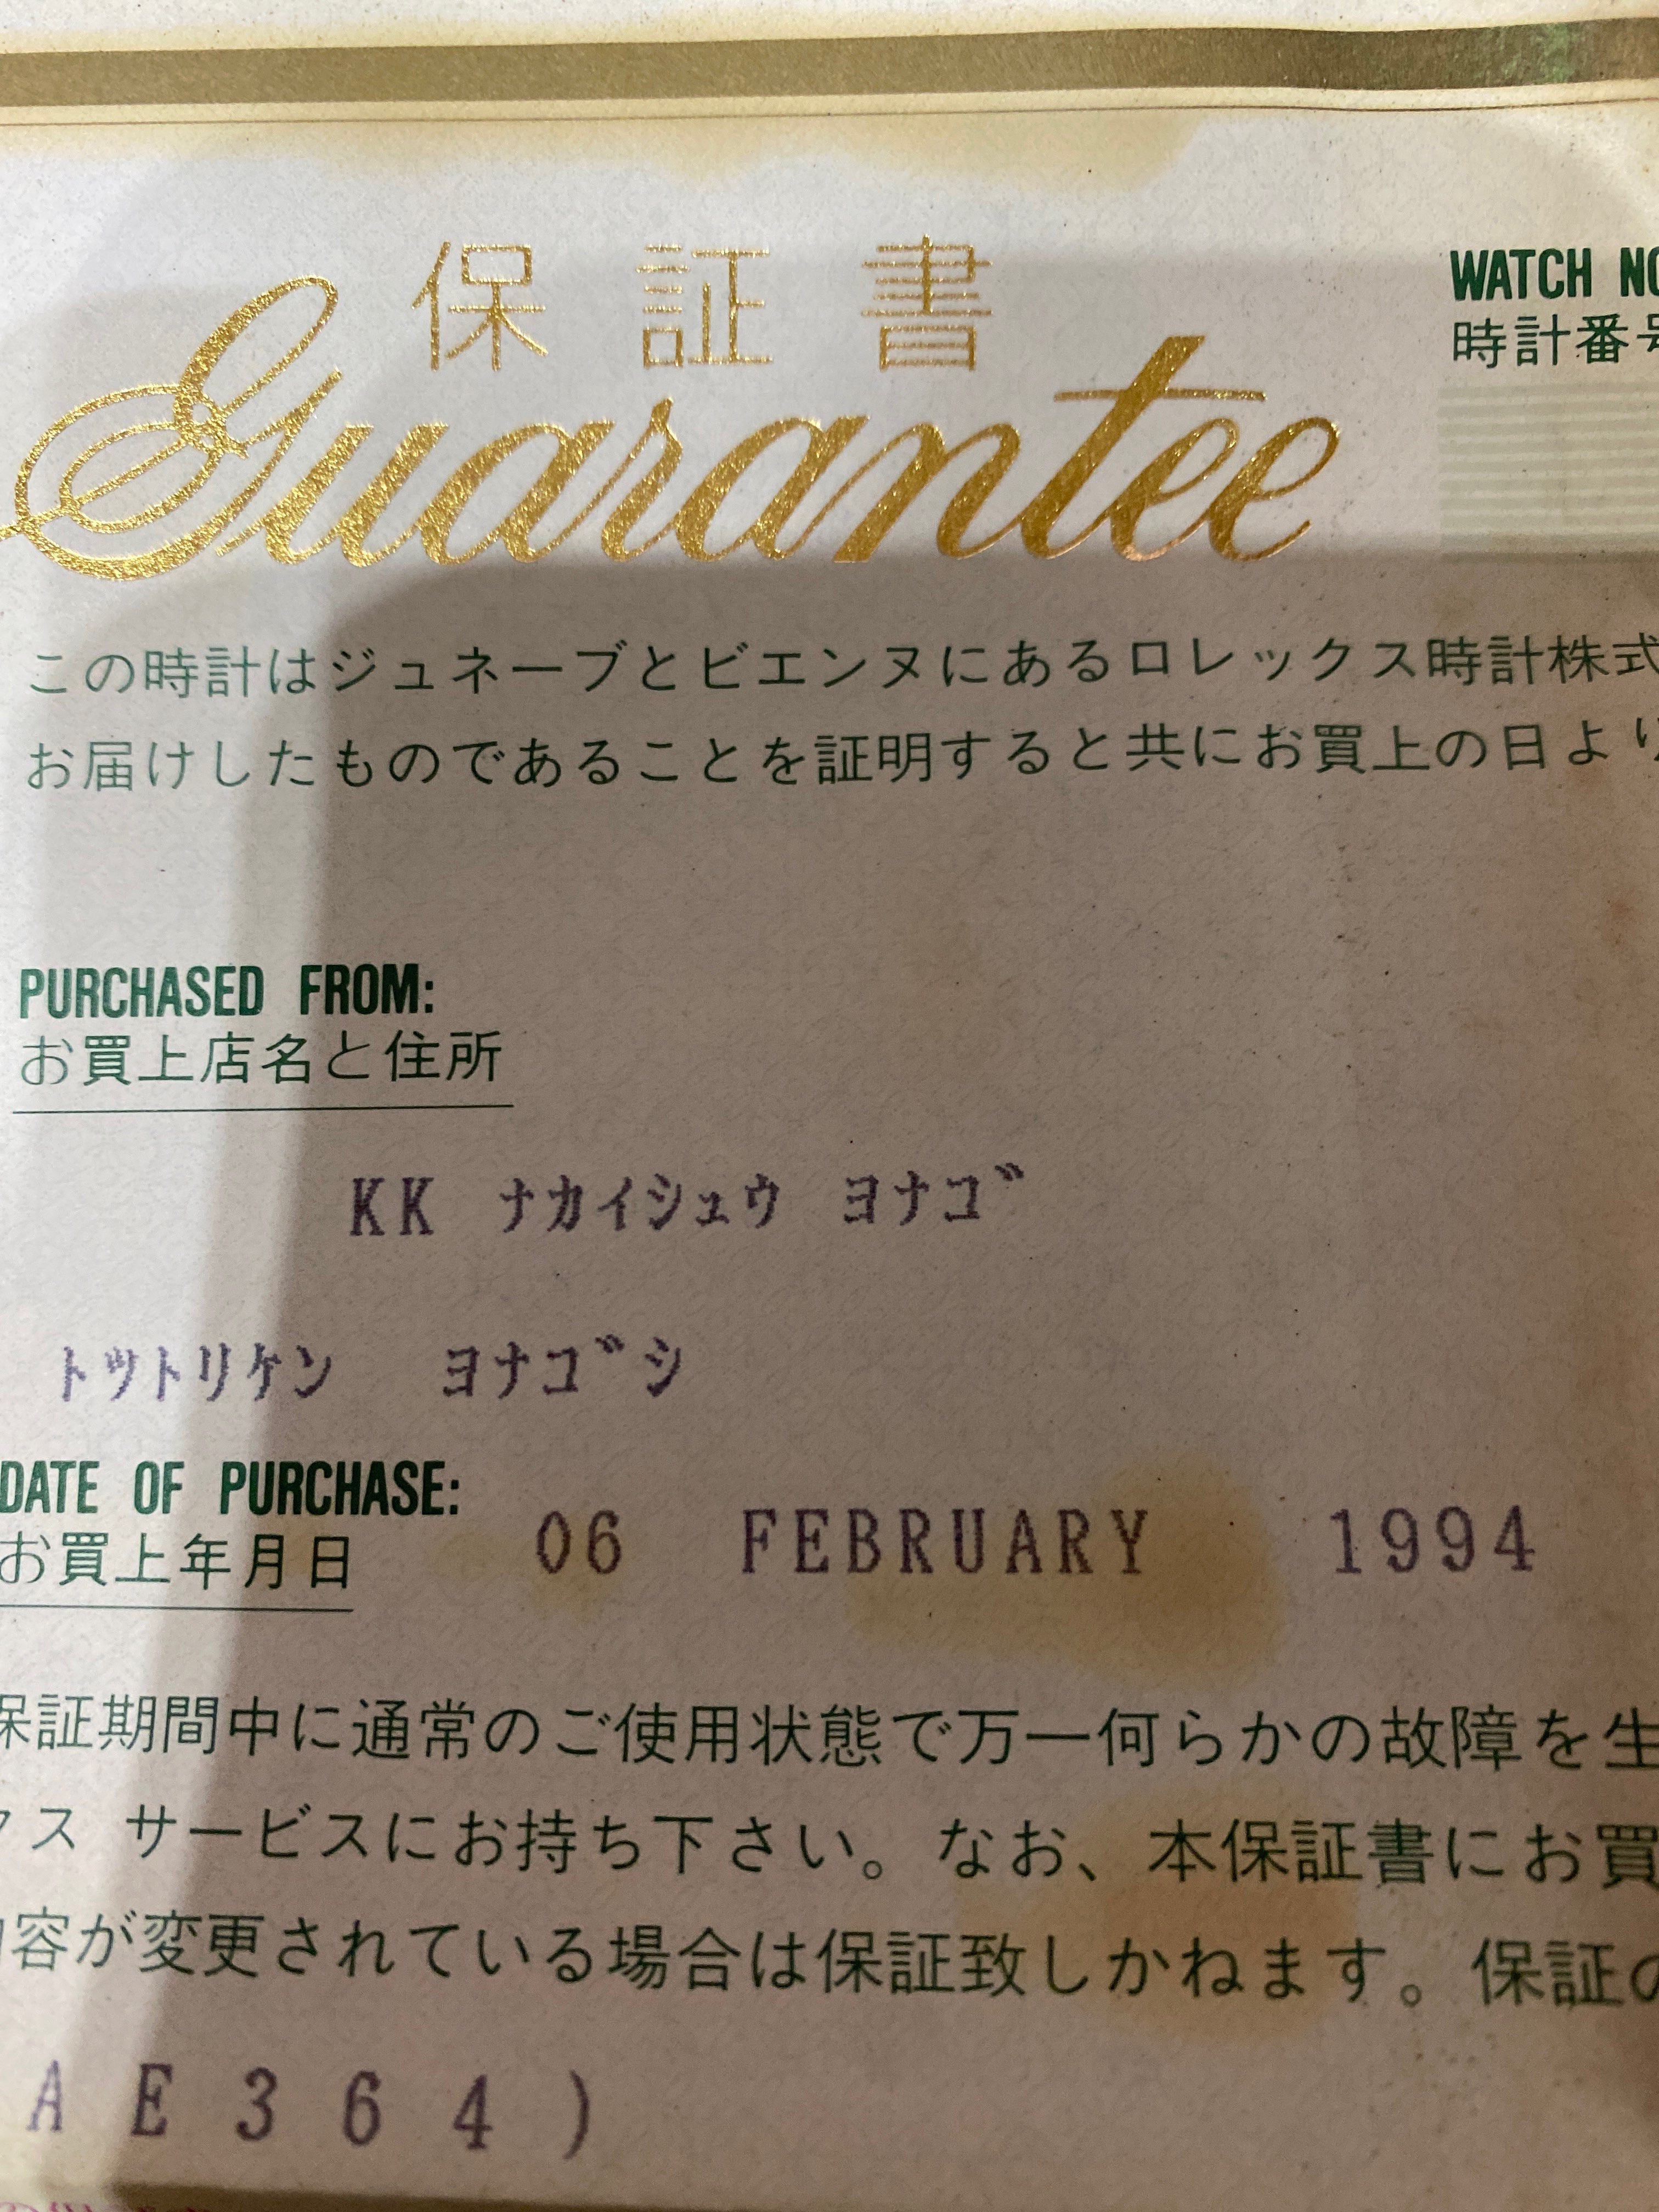 保証書
Guarantee
WATCH NO
時計番号
この時計はジュネーブとビエンヌにあるロレックス時計株式
お届けしたものであることを証明すると共にお買上の日より
PURCHASED FROM:
お買上店名と住所
KK ﾅｶｲｼｭｳ ﾖﾅｺﾞ
ﾄｯﾄﾘｹﾝ ﾖﾅｺﾞｼ
DATE OF PURCHASE:
お買上年月日
06 FEBRUARY 1994
保証期間中に通常のご使用状態で万一何らかの故障を生
クス サービスにお持ち下さい。なお、本保証書にお買
内容が変更されている場合は保証致しかねます。保証の
A E 3 6 4 )